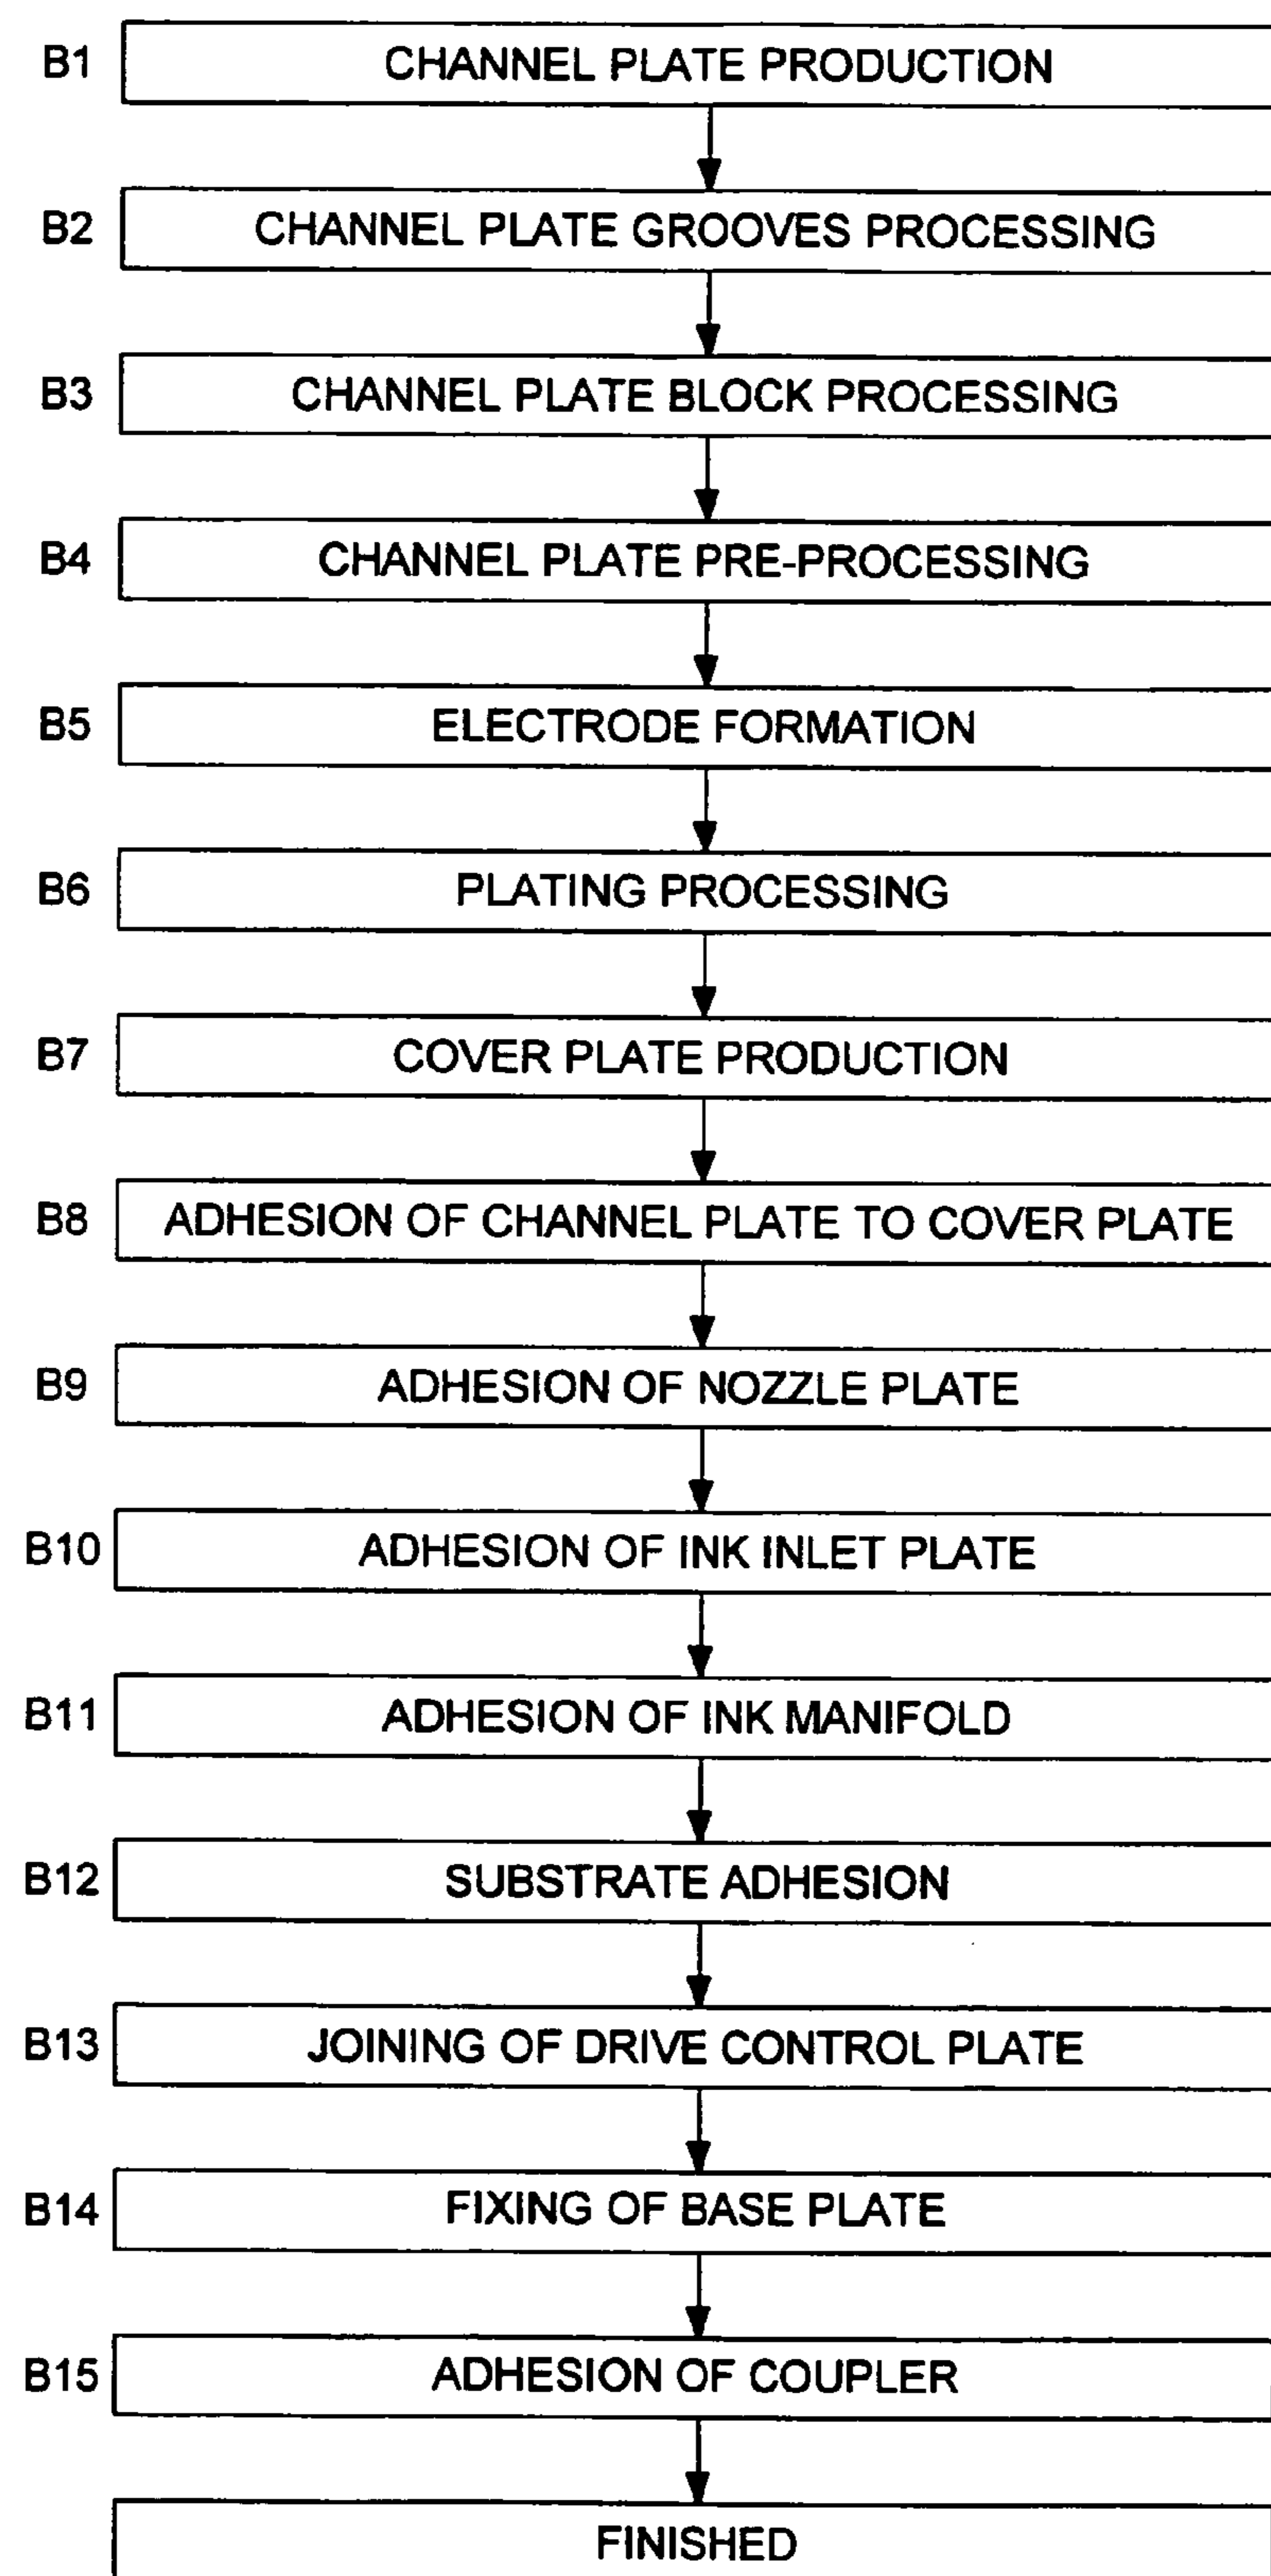 B1 CHANNEL PLATE PRODUCTION
B2 CHANNEL PLATE GROOVES PROCESSING
B3 CHANNEL PLATE BLOCK PROCESSING
B4 CHANNEL PLATE PRE-PROCESSING
B5 ELECTRODE FORMATION
B6 PLATING PROCESSING
B7 COVER PLATE PRODUCTION
B8 ADHESION OF CHANNEL PLATE TO COVER PLATE
B9 ADHESION OF NOZZLE PLATE
B10 ADHESION OF INK INLET PLATE
B11 ADHESION OF INK MANIFOLD
B12 SUBSTRATE ADHESION
B13 JOINING OF DRIVE CONTROL PLATE
B14 FIXING OF BASE PLATE
B15 ADHESION OF COUPLER
FINISHED